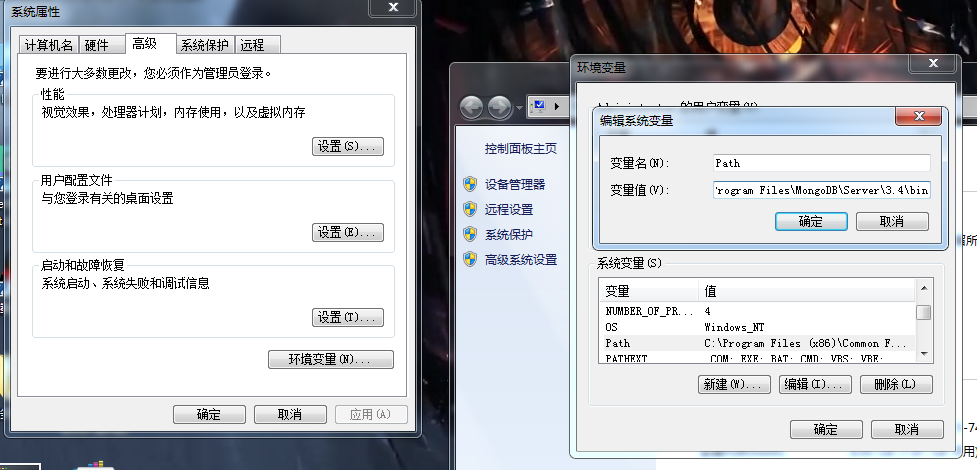 系统属性
计算机名
硬件
高级
系统保护
远程
要进行大多数更改，您必须作为管理员登录。
性能
视觉效果，处理器计划，内存使用，以及虚拟内存
设置(S)...
用户配置文件
与您登录有关的桌面设置
设置(E)...
启动和故障恢复
系统启动、系统失败和调试信息
设置(T)...
环境变量(N)...
确定
取消
应用(A)
控制面板主页
设备管理器
远程设置
系统保护
高级系统设置
环境变量
的用户变量(U)
编辑系统变量
变量名(N):
Path
变量值(V):
rogram Files\MongoDB\Server\3.4\bin
确定
取消
系统变量(S)
变量
值
NUMBER_OF_PR...
4
OS
Windows_NT
Path
C:\Program Files (x86)\Common F...
PATHEXT
.COM;.EXE;.BAT;.CMD;.VBS;.VBE;
新建(W)...
编辑(I)...
删除(L)
确定
取消